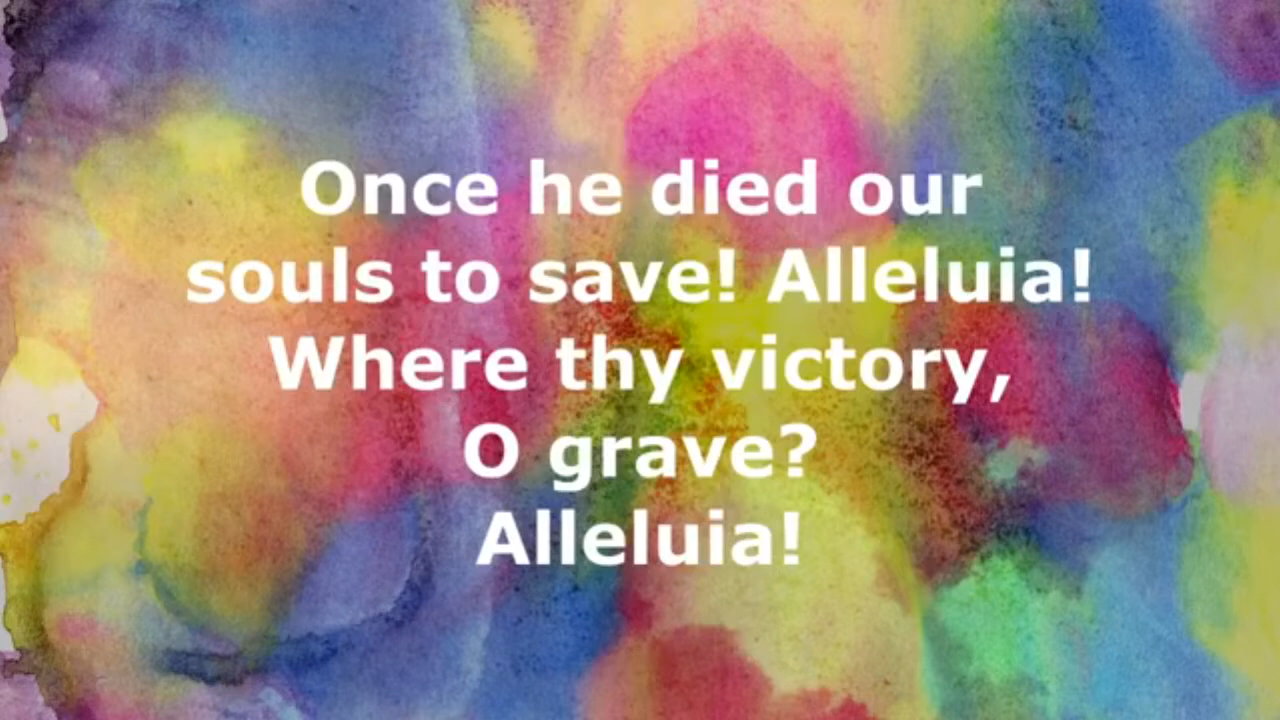 Once he died our
souls to save! Alleluia!
Where thy victory,
O grave?
Alleluia!